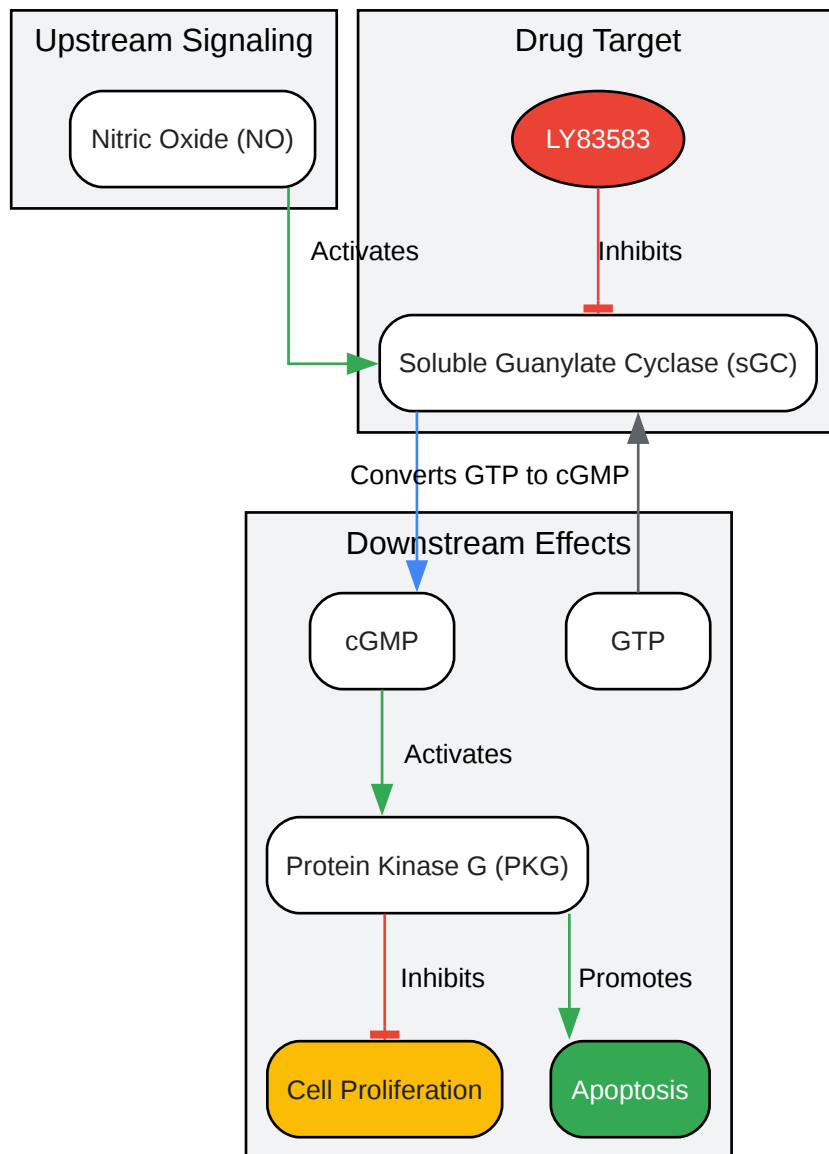 Upstream Signaling
Drug Target
Nitric Oxide (NO)
LY83583
Activates
Inhibits
Soluble Guanylate Cyclase (sGC)
Converts GTP to cGMP
Downstream Effects
cGMP
GTP
Activates
Protein Kinase G (PKG)
Inhibits
Promotes
Cell Proliferation
Apoptosis